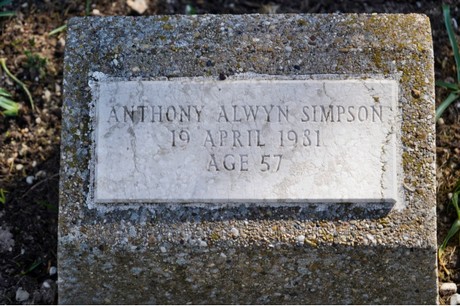 ANTHONY ALWYN SIMPSON
19 APRIL 1981
AGE 57